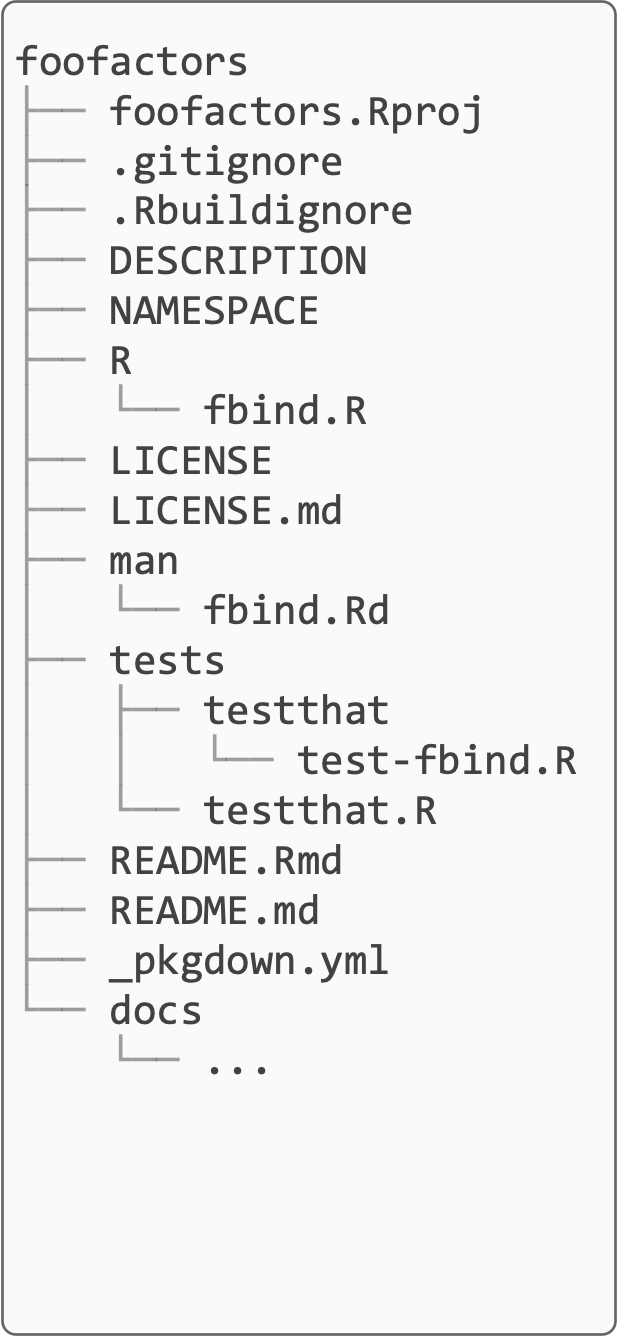 foofactors
foofactors.Rproj
.gitignore
.Rbuildignore
DESCRIPTION
NAMESPACE
R
fbind.R
LICENSE
LICENSE.md
man
fbind.Rd
tests
testthat
test-fbind.R
testthat.R
README.Rmd
README.md
_pkgdown.yml
docs
...